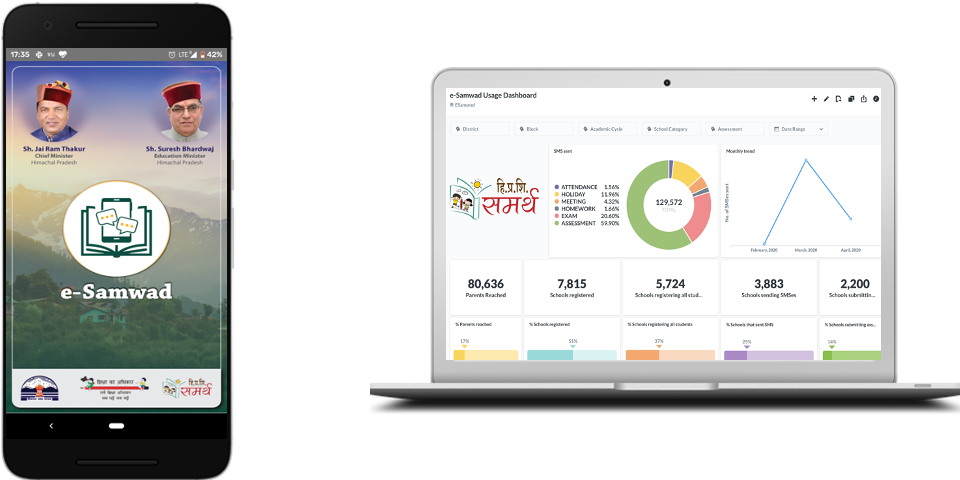 17:35
LTE
42%
Sh. Jai Ram Thakur
Chief Minister
Himachal Pradesh
Sh. Suresh Bhardwaj
Education Minister
Himachal Pradesh
e-Samwad
शिक्षा का अधिकार
सर्व शिक्षा अभियान
सब पढ़ें सब बढ़ें
हि.प्र.शि.
समर्थ
e-Samwad Usage Dashboard
ESamwad
District
Block
Academic Cycle
School Category
Assessment
Date Range
हि.प्र.शि.
समर्थ
SMS sent
ATTENDANCE 1.56%
HOLIDAY 11.96%
MEETING 4.32%
HOMEWORK 1.66%
EXAM 20.60%
ASSESSMENT 59.90%
129,572
TOTAL
Monthly trend
No. of SMSes sent
February, 2020
March, 2020
April, 2020
80,636
Parents Reached
7,815
Schools registered
5,724
Schools registering all stud...
3,883
Schools sending SMSes
2,200
Schools submittin...
% Parents reached
17%
% Schools registered
51%
% Schools registering all students
37%
% Schools that sent SMS
25%
% Schools submitting ass...
14%